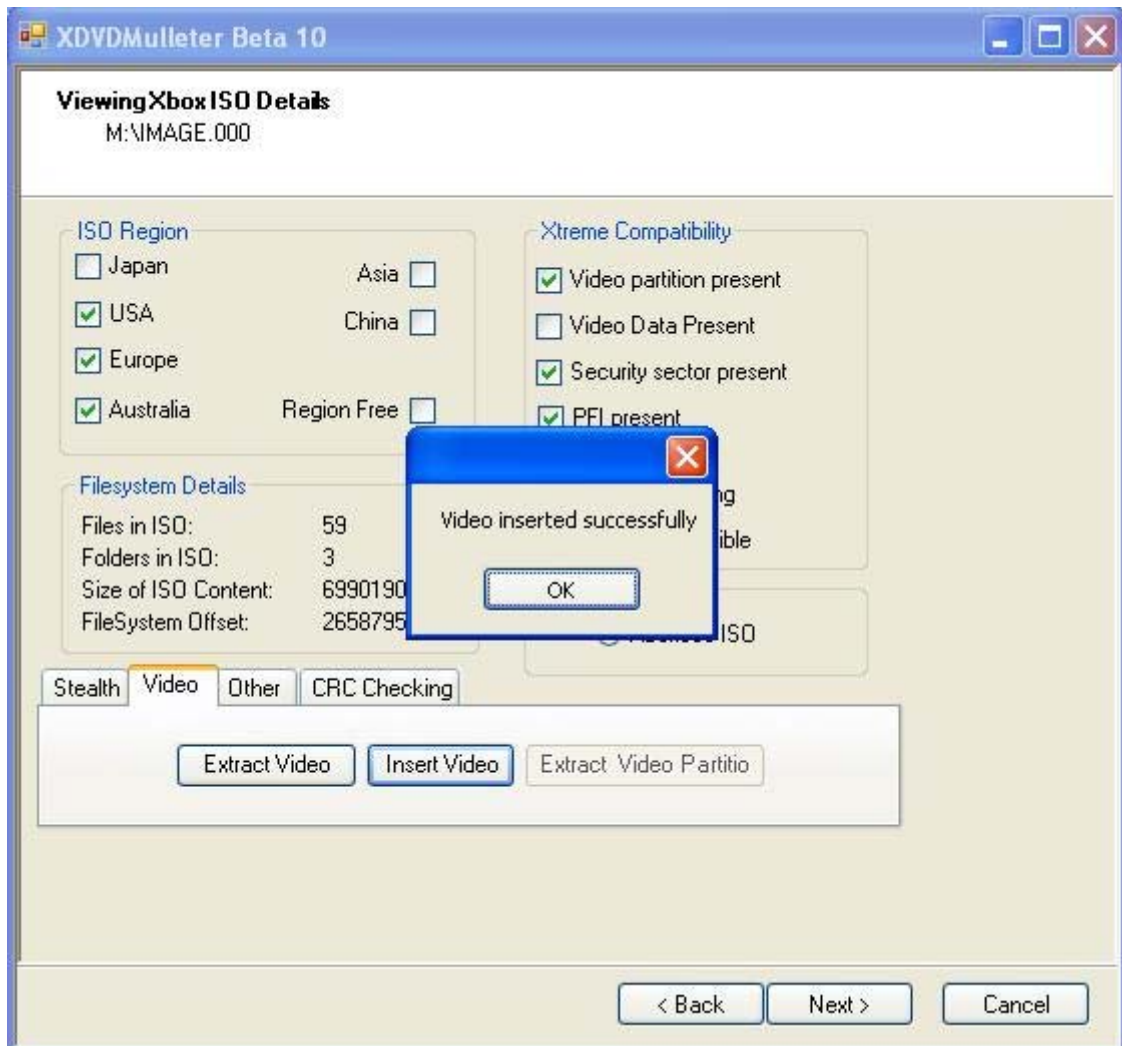 XDVDMulleter Beta 10
Viewing Xbox ISO Details
M:\IMAGE.000
ISO Region
Japan
Asia
USA
China
Europe
Australia
Region Free
Xtreme Compatibility
Video partition present
Video Data Present
Security sector present
PFI present
Filesystem Details
Files in ISO: 59
Folders in ISO: 3
Size of ISO Content: 6990190
FileSystem Offset: 2658795
Video inserted successfully
OK
ISO
Stealth
Video
Other
CRC Checking
Extract Video
Insert Video
Extract Video Partitio
< Back
Next >
Cancel